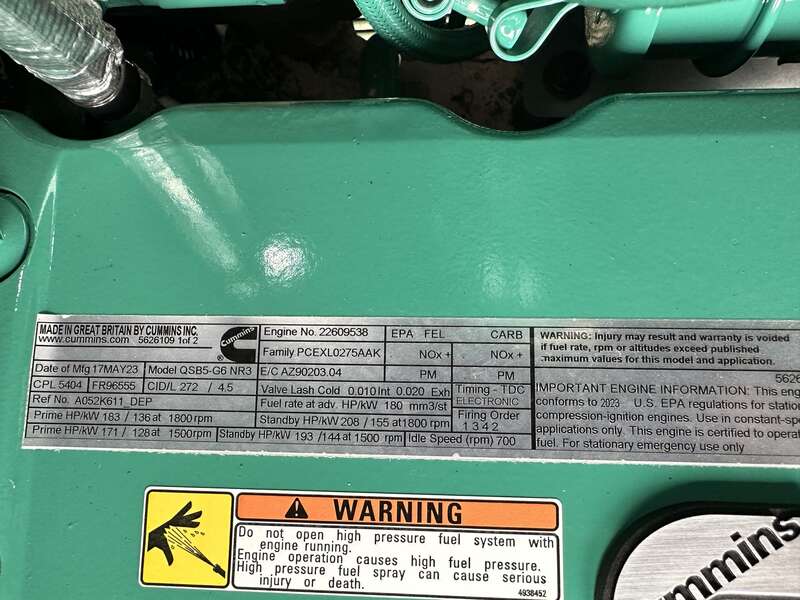 MADE IN GREAT BRITAIN BY CUMMINS INC.
www.cummins.com 5626109 1of 2
Cummins
Date of Mfg 17MAY23 Model QSB5-G6 NR3
CPL 5404 FR96555 CID/L 272 / 4.5
Ref No. A052K611_DEP
Prime HP/kW 183 / 136 at 1800 rpm
Prime HP/kW 171 / 128 at 1500rpm
Standby HP/kW 193 /144 at 1500 rpm
Idle Speed (rpm) 700
Engine No. 22609538
Family PCEXL0275AAK
E/C AZ90203.04
Valve Lash Cold 0.010 Int 0.020 Exh
Fuel rate at adv. HP/kW 180 mm3/st
Standby HP/kW 208 / 155 at1800 rpm
EPA FEL CARB
NOx + NOx +
PM PM
Timing - TDC
ELECTRONIC
Firing Order
1 3 4 2
WARNING: Injury may result and warranty is voided
if fuel rate, rpm or altitudes exceed published
maximum values for this model and application.
IMPORTANT ENGINE INFORMATION: This eng
conforms to 2023 U.S. EPA regulations for station
compression-ignition engines. Use in constant-spe
applications only. This engine is certified to operat
fuel. For stationary emergency use only
WARNING
Do not open high pressure fuel system with
engine running.
Engine operation causes high fuel pressure.
High pressure fuel spray can cause serious
injury or death.
4938452
mmins